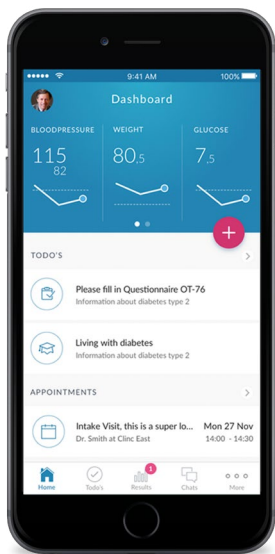 9:41 AM
100%
Dashboard
BLOODPRESSURE
WEIGHT
GLUCOSE
115
82
80,5
7,5
+
TODO'S
Please fill in Questionnaire OT-76
Information about diabetes type 2
Living with diabetes
Information about diabetes type 2
APPOINTMENTS
Intake Visit, this is a super lo...
Mon 27 Nov
Dr. Smith at Clinc East
14:00 - 14:30
1
Home
Todo's
Results
Chats
More